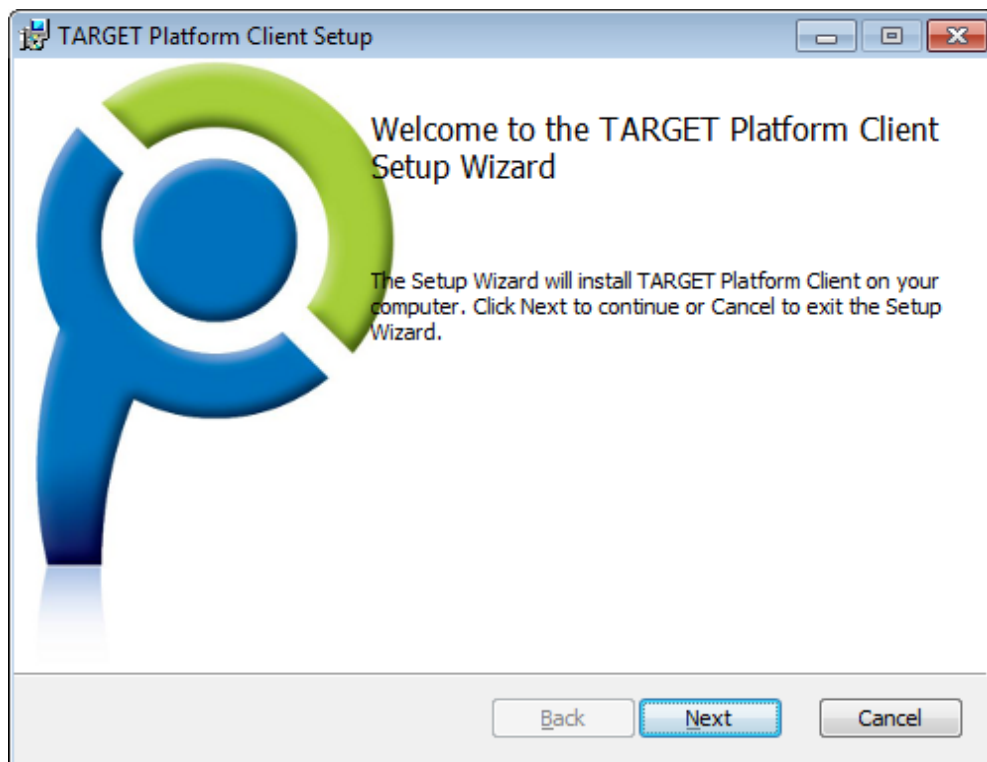 TARGET Platform Client Setup
Welcome to the TARGET Platform Client
Setup Wizard
The Setup Wizard will install TARGET Platform Client on your
computer. Click Next to continue or Cancel to exit the Setup
Wizard.
Back
Next
Cancel